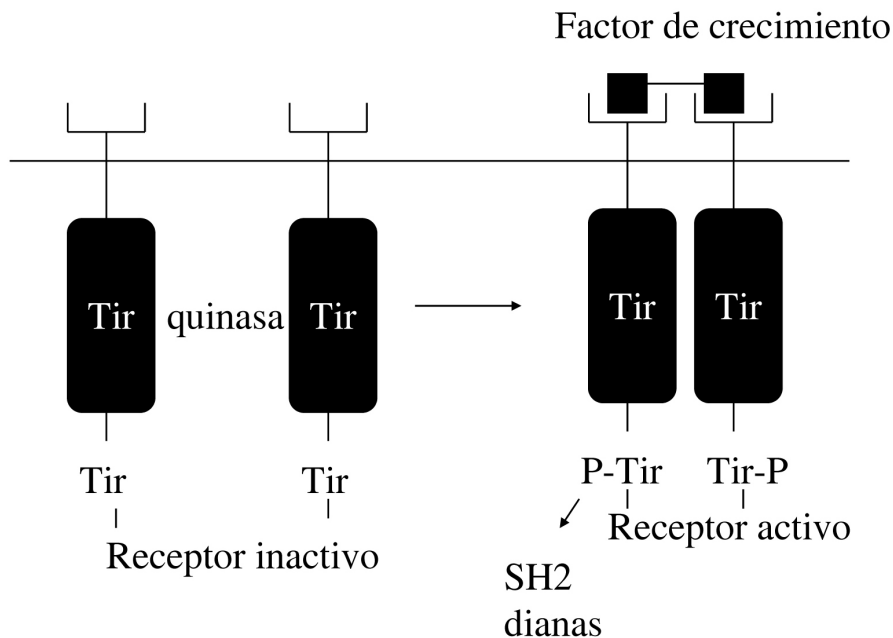 Factor de crecimiento
Tir quinasa Tir
Tir Tir
Tir Tir
P-Tir Tir-P
Receptor inactivo
Receptor activo
SH2
dianas